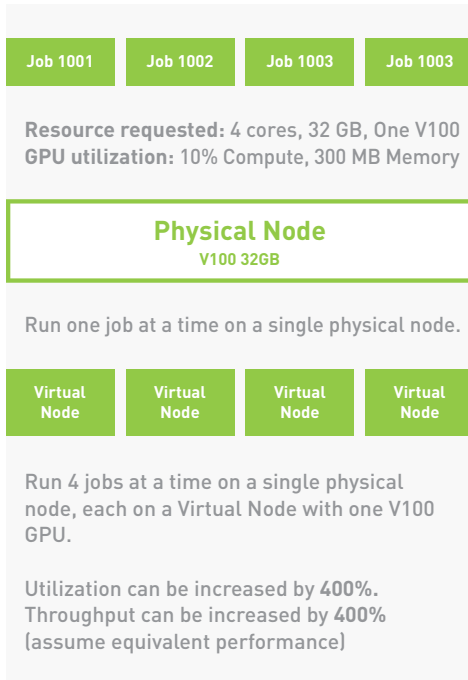 Job 1001 Job 1002 Job 1003 Job 1003
Resource requested: 4 cores, 32 GB, One V100
GPU utilization: 10% Compute, 300 MB Memory
Physical Node
V100 32GB
Run one job at a time on a single physical node.
Virtual Node Virtual Node Virtual Node Virtual Node
Run 4 jobs at a time on a single physical
node, each on a Virtual Node with one V100
GPU.
Utilization can be increased by 400%.
Throughput can be increased by 400%
(assume equivalent performance)